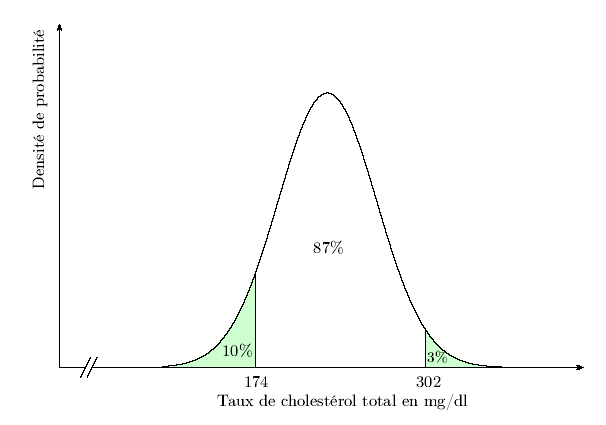 Densité de probabilité
87%
10%
3%
174
302
Taux de cholestérol total en mg/dl